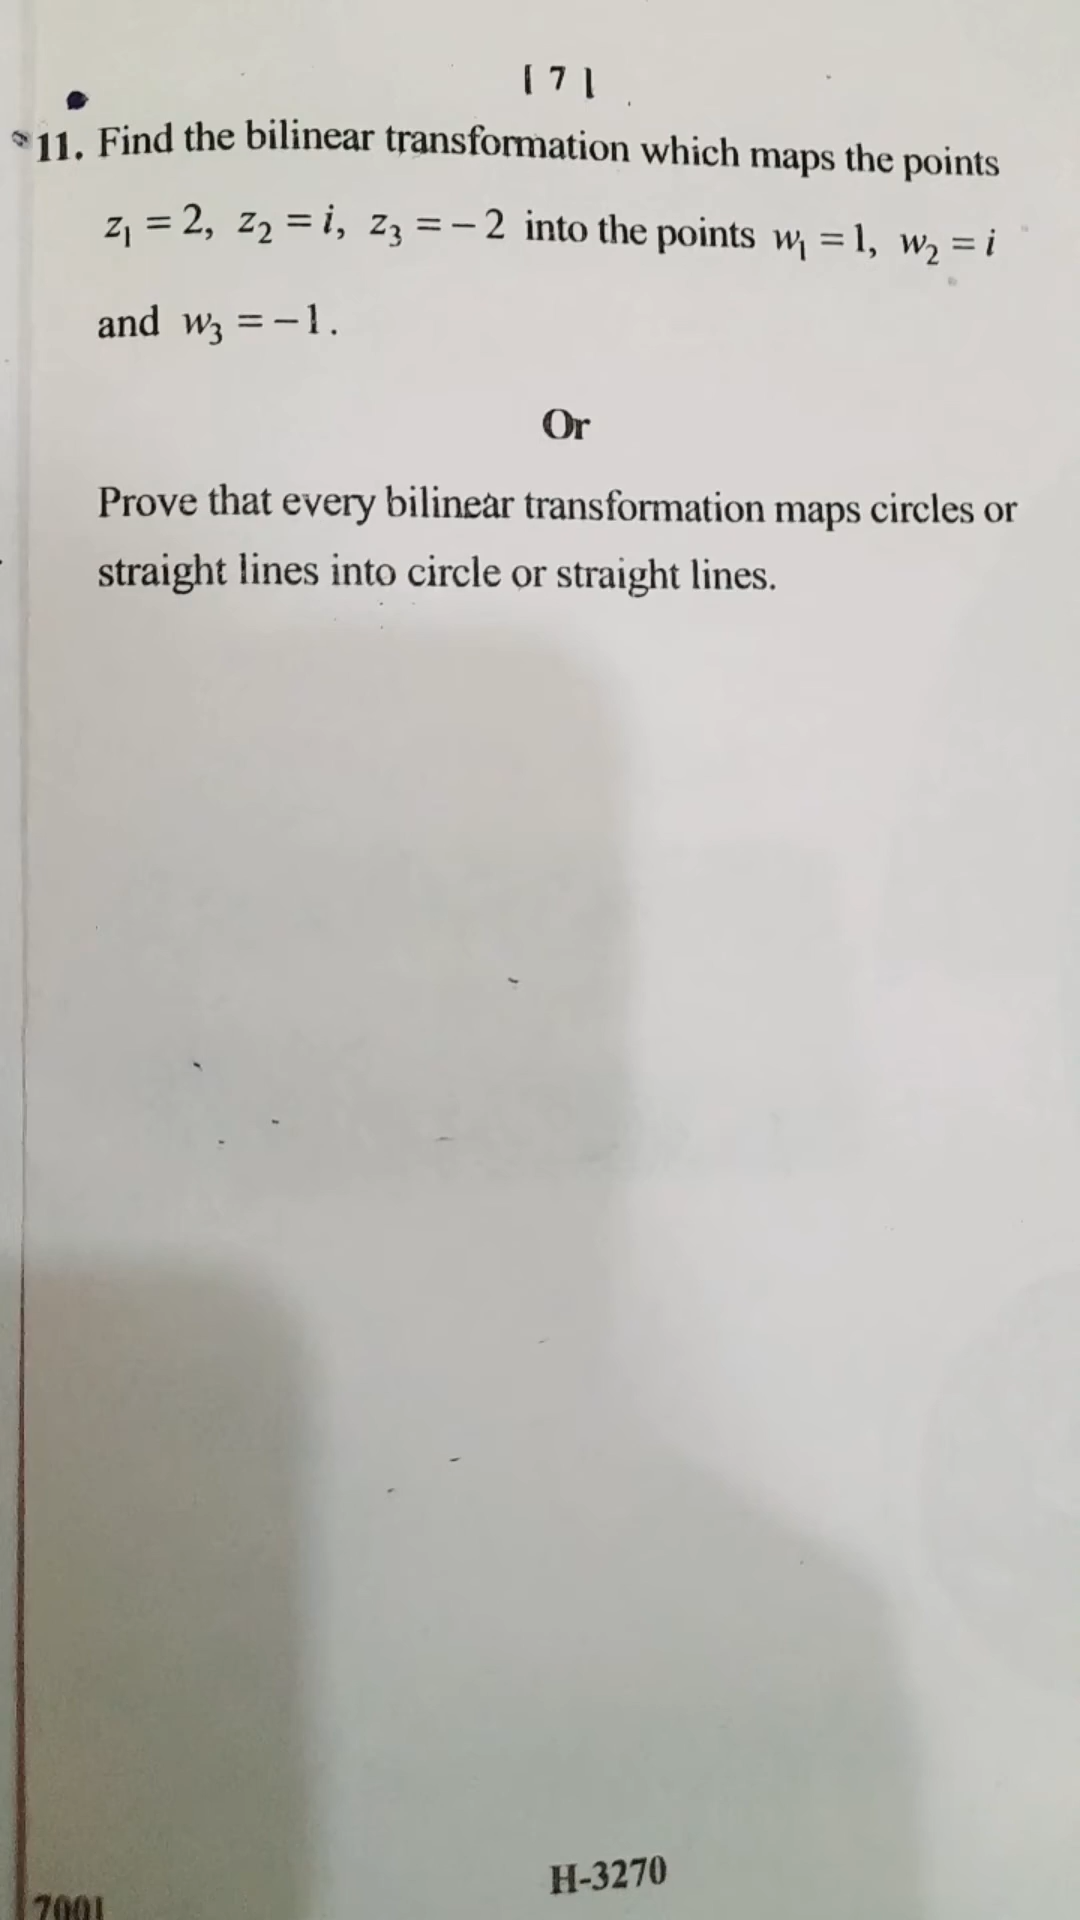 [ 7 ]
11. Find the bilinear transformation which maps the points
z₁ = 2, z₂ = i, z₃ = – 2 into the points w₁ = 1, w₂ = i
and w₃ = – 1.
Or
Prove that every bilinear transformation maps circles or
straight lines into circle or straight lines.
H-3270
7001